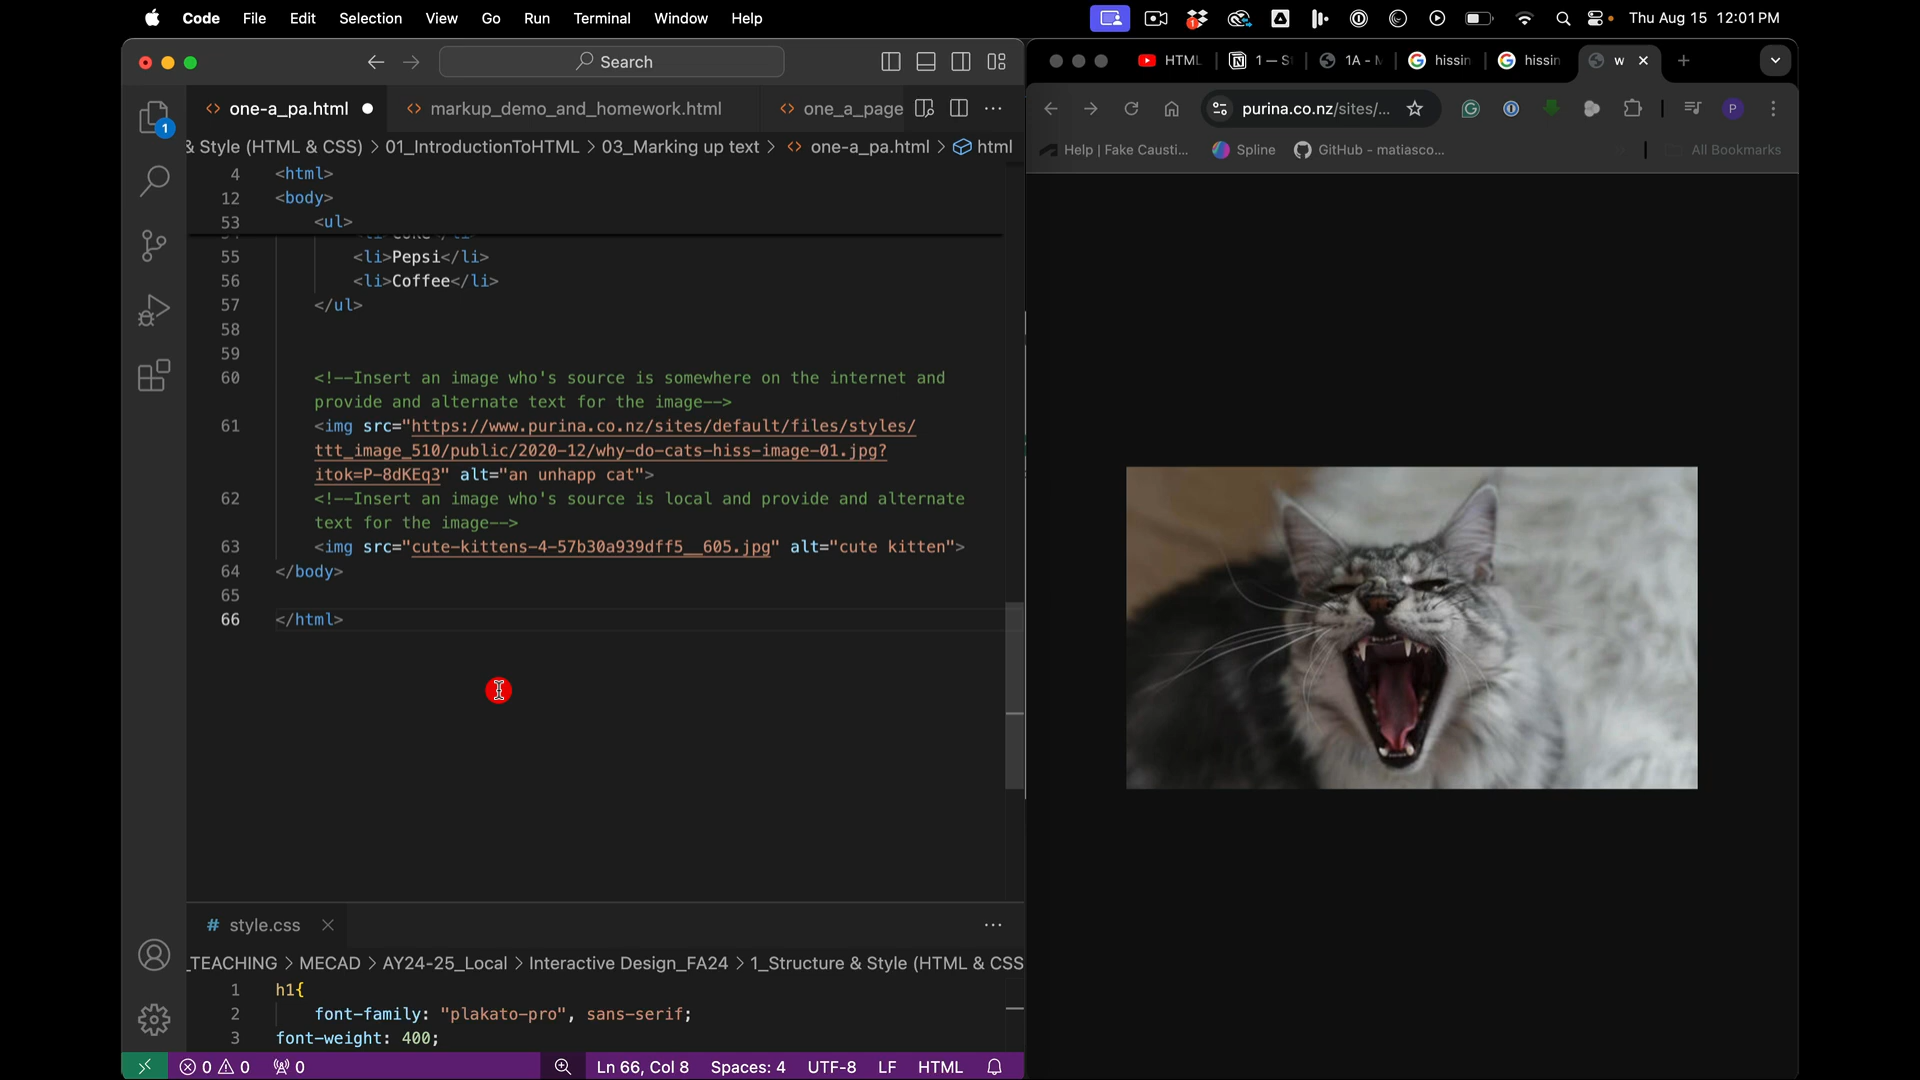 Code File Edit Selection View Go Run Terminal Window Help
1
Thu Aug 15 12:01 PM
Search
HTML
1 — S
1A - M
hissin
hissin
w
one-a_pa.html
markup_demo_and_homework.html
one_a_page
purina.co.nz/sites/...
P
& Style (HTML & CSS) > 01_IntroductionToHTML > 03_Marking up text > one-a_pa.html > html
Help | Fake Causti...
Spline
GitHub - matiasco...
All Bookmarks
1
4 <html>
12 <body>
53 <ul>
55 <li>Pepsi</li>
56 <li>Coffee</li>
57 </ul>
58
59
60 <!--Insert an image who's source is somewhere on the internet and
provide and alternate text for the image-->
61 <img src="https://www.purina.co.nz/sites/default/files/styles/
ttt_image_510/public/2020-12/why-do-cats-hiss-image-01.jpg?
itok=P-8dKEq3" alt="an unhapp cat">
62 <!--Insert an image who's source is local and provide and alternate
text for the image-->
63 <img src="cute-kittens-4-57b30a939dff5__605.jpg" alt="cute kitten">
64 </body>
65
66 </html>
# style.css
_TEACHING > MECAD > AY24-25_Local > Interactive Design_FA24 > 1_Structure & Style (HTML & CSS
1 h1{
2 font-family: "plakato-pro", sans-serif;
3 font-weight: 400;
0 0 0 Ln 66, Col 8 Spaces: 4 UTF-8 LF HTML